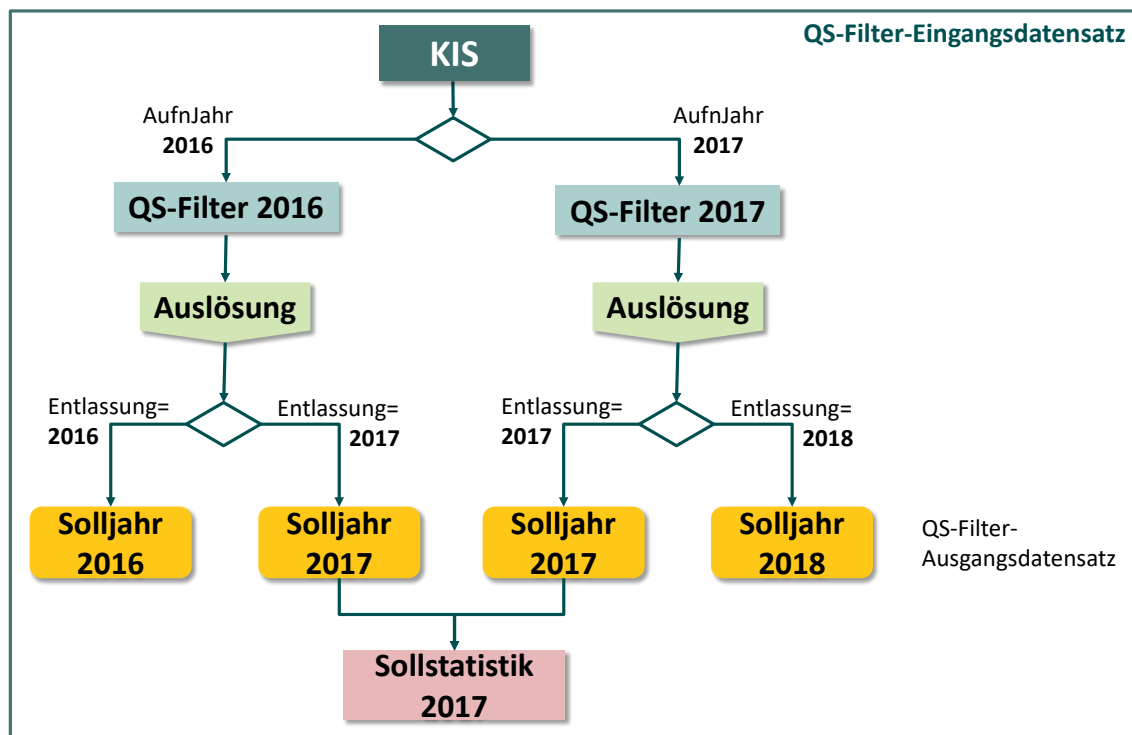 QS-Filter-Eingangsdatensatz
KIS
AufnJahr
2016
AufnJahr
2017
QS-Filter 2016
QS-Filter 2017
Auslösung
Auslösung
Entlassung=
2016
Entlassung=
2017
Entlassung=
2017
Entlassung=
2018
Solljahr
2016
Solljahr
2017
Solljahr
2017
Solljahr
2018
QS-Filter-
Ausgangsdatensatz
Sollstatistik
2017